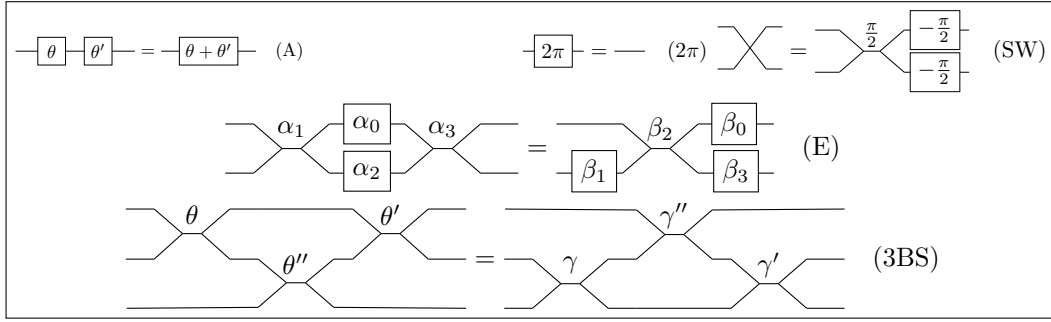 θ θ′ = θ + θ′ (A)
2π = (2π)
= π/2 −π/2 −π/2 (SW)
α₁ α₀ α₂ α₃ = β₁ β₂ β₀ β₃ (E)
θ θ″ θ′ = γ γ″ γ′ (3BS)